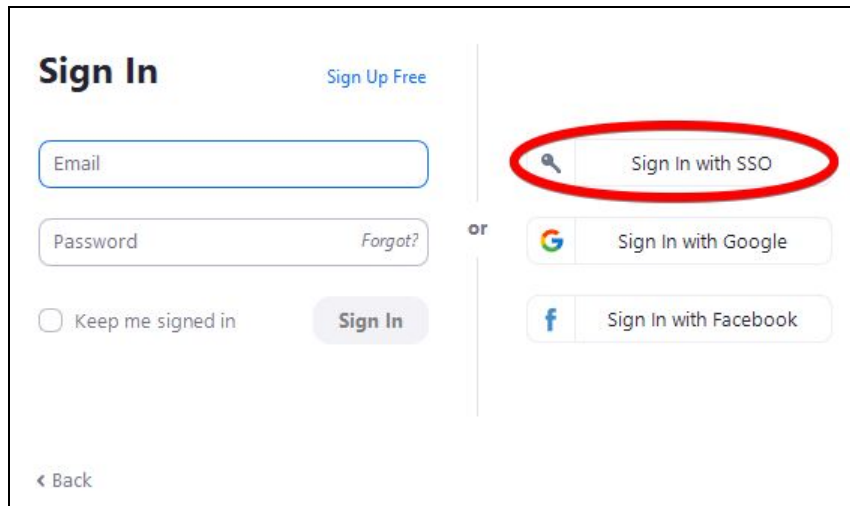 Sign In
Sign Up Free
Email
Password
Forgot?
Keep me signed in
Sign In
or
Sign In with SSO
Sign In with Google
Sign In with Facebook
< Back